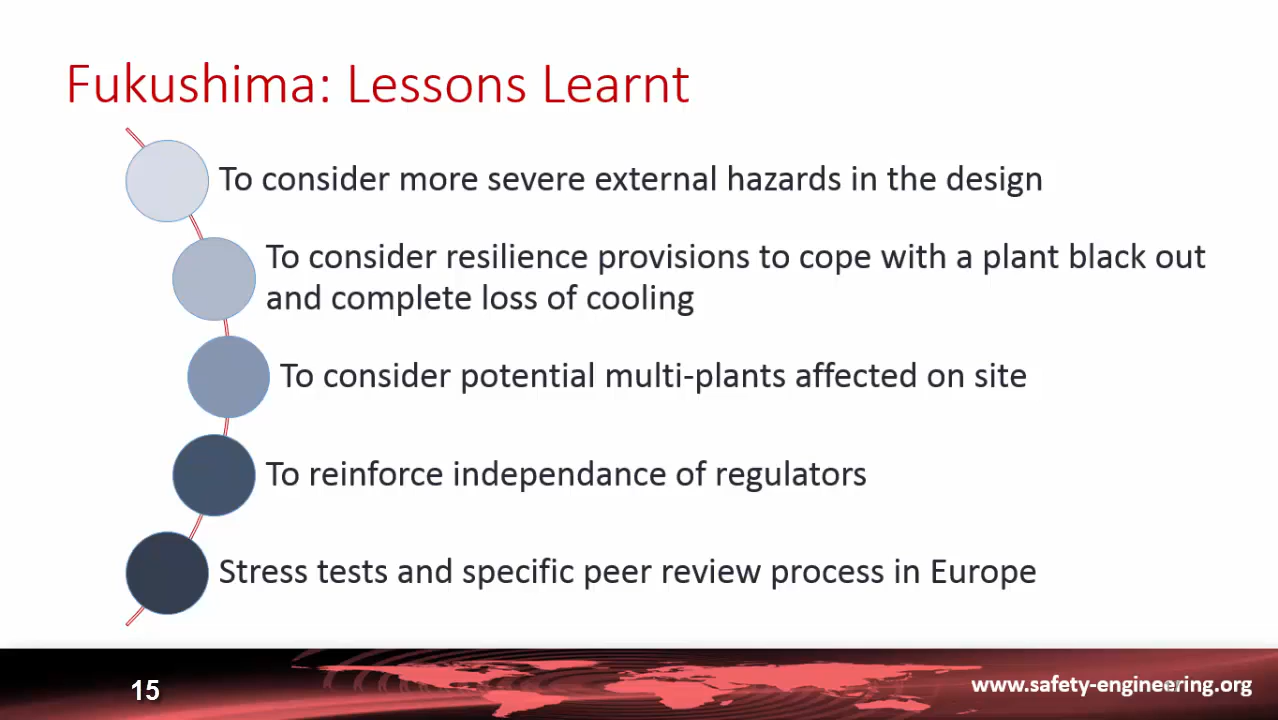 Fukushima: Lessons Learnt
To consider more severe external hazards in the design
To consider resilience provisions to cope with a plant black out
and complete loss of cooling
To consider potential multi-plants affected on site
To reinforce independance of regulators
Stress tests and specific peer review process in Europe
15
www.safety-engineering.org